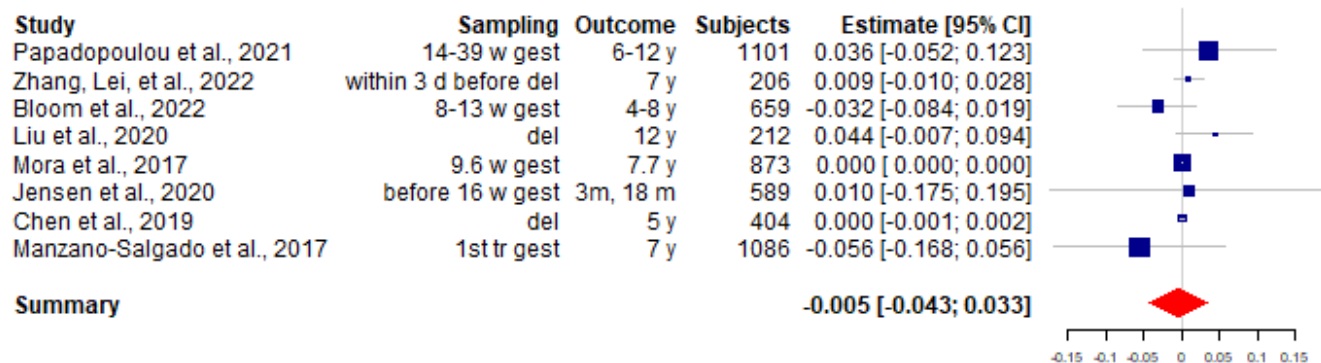 Study Sampling Outcome Subjects Estimate [95% CI]
Papadopoulou et al., 2021 14-39 w gest 6-12 y 1101 0.036 [-0.052; 0.123]
Zhang, Lei, et al., 2022 within 3 d before del 7 y 206 0.009 [-0.010; 0.028]
Bloom et al., 2022 8-13 w gest 4-8 y 659 -0.032 [-0.084; 0.019]
Liu et al., 2020 del 12 y 212 0.044 [-0.007; 0.094]
Mora et al., 2017 9.6 w gest 7.7 y 873 0.000 [ 0.000; 0.000]
Jensen et al., 2020 before 16 w gest 3m, 18 m 589 0.010 [-0.175; 0.195]
Chen et al., 2019 del 5 y 404 0.000 [-0.001; 0.002]
Manzano-Salgado et al., 2017 1st tr gest 7 y 1086 -0.056 [-0.168; 0.056]
Summary -0.005 [-0.043; 0.033]
-0.15 -0.1 -0.05 0 0.05 0.1 0.15